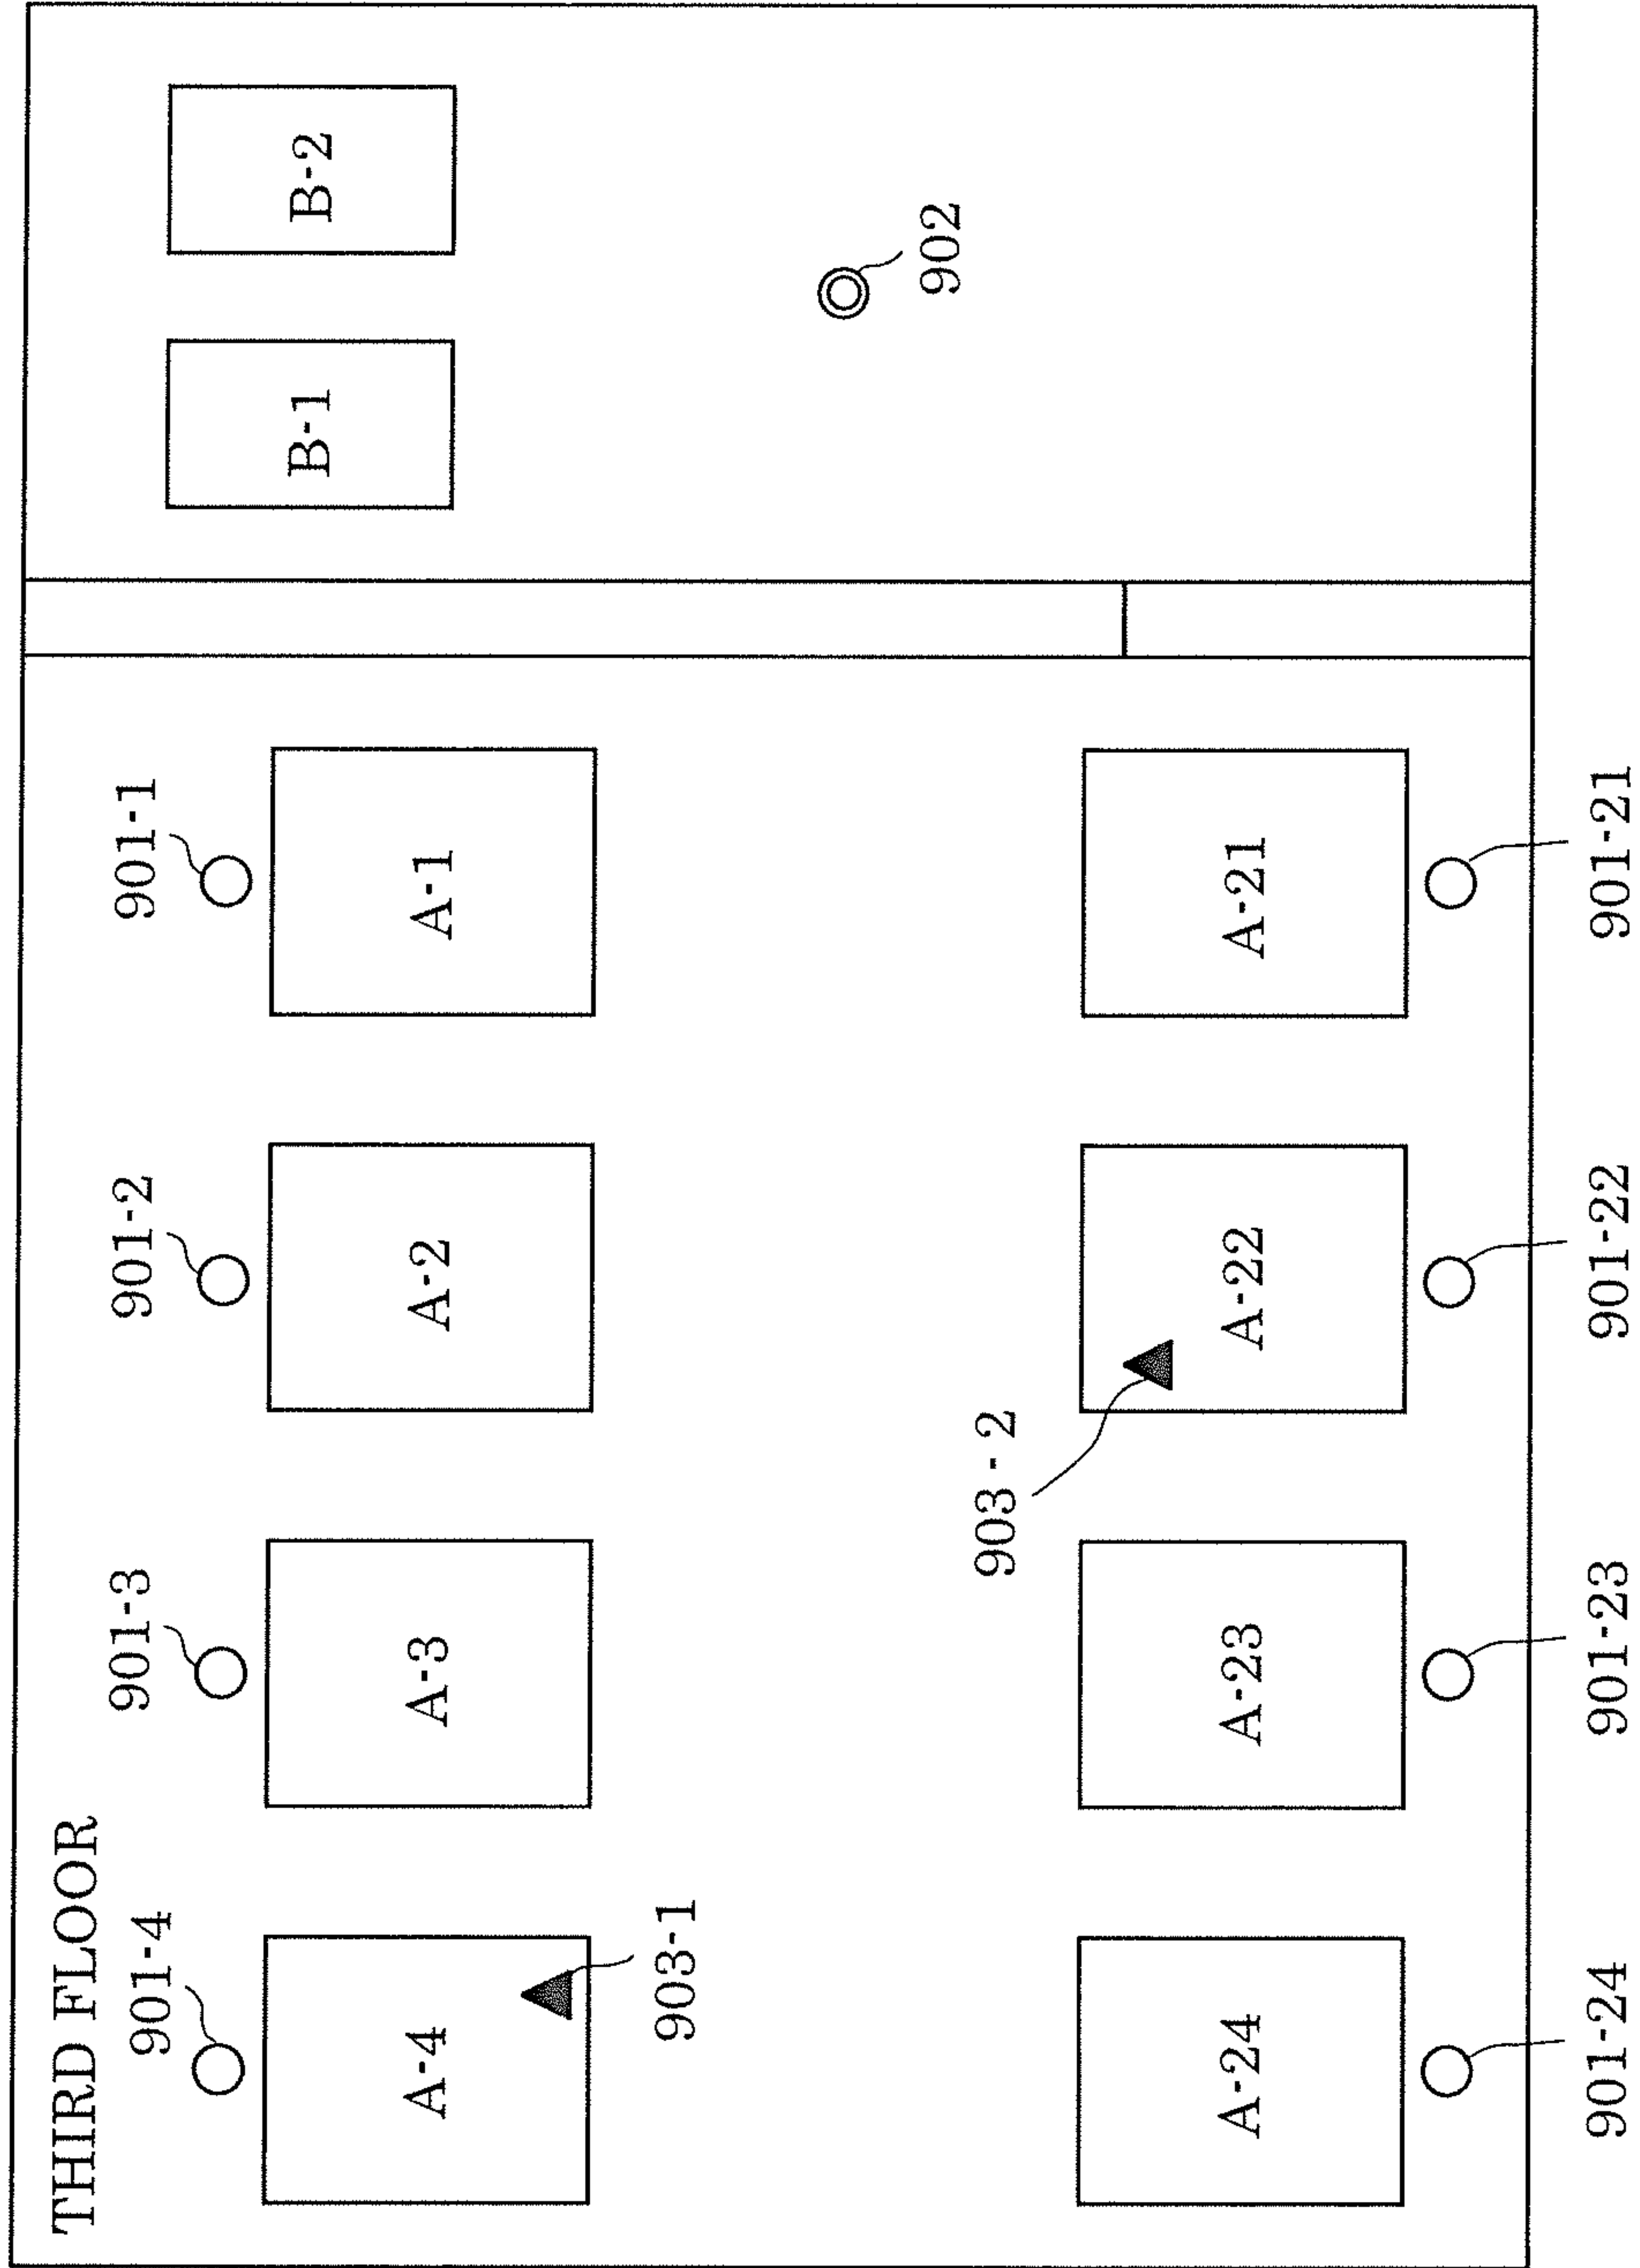 THIRD FLOOR
901-4
901-3
901-2
901-1
A-4
A-3
A-2
A-1
B-1
B-2
903-1
903 - 2
902
A-24
A-23
A-22
A-21
901-24
901-23
901-22
901-21